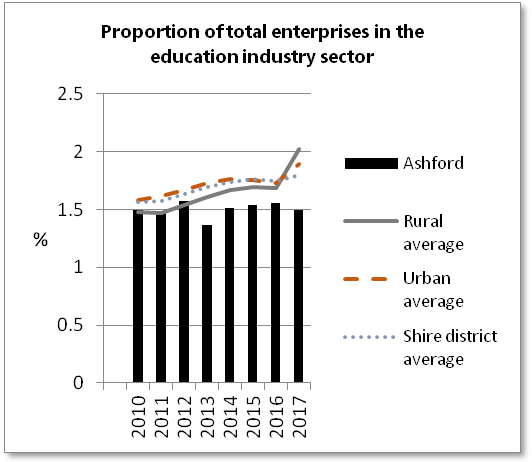 Proportion of total enterprises in the
education industry sector
2.5
2
1.5
1
0.5
0
%
2010
2011
2012
2013
2014
2015
2016
2017
Ashford
Rural
average
Urban
average
Shire district
average